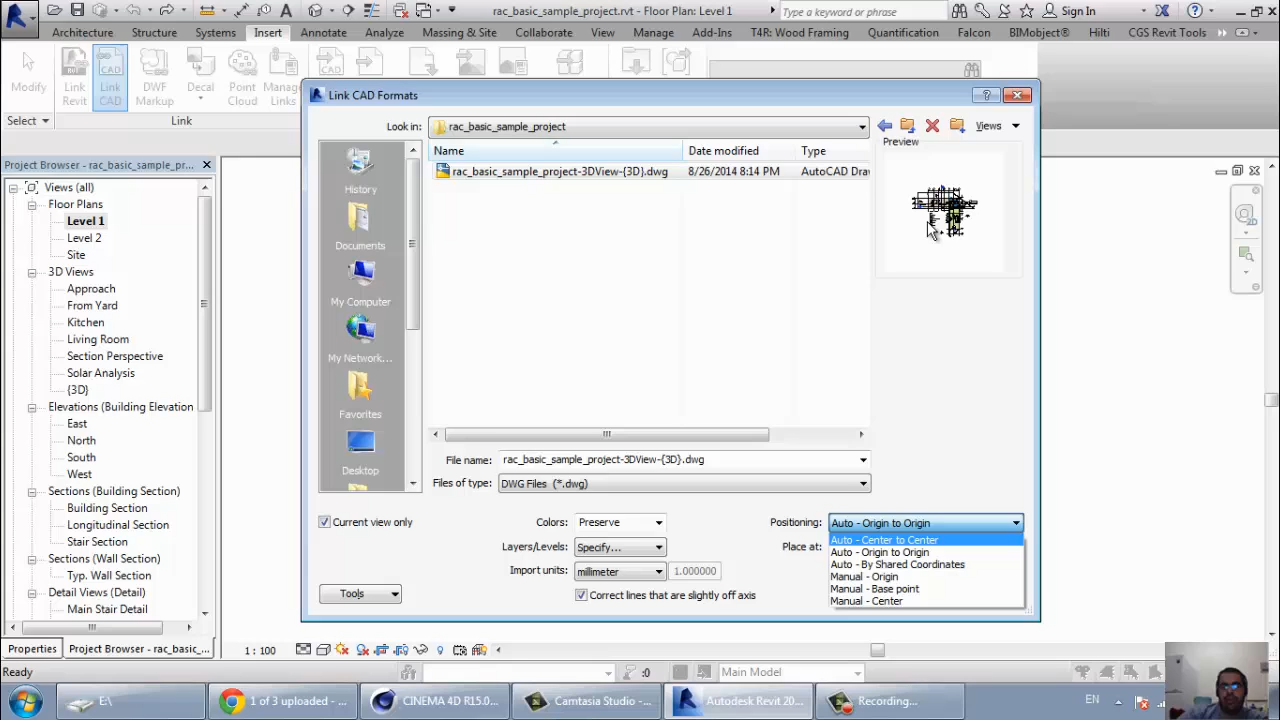 rac_basic_sample_project.rvt - Floor Plan: Level 1
Type a keyword or phrase
Sign In
Architecture
Structure
Systems
Insert
Annotate
Analyze
Massing & Site
Collaborate
View
Manage
Add-Ins
T4R: Wood Framing
Quantification
Falcon
BIMobject®
Hilti
CGS Revit Tools
Modify
Link Revit
Link CAD
DWF Markup
Decal
Point Cloud
Manage Links
Select
Link
Project Browser - rac_basic_sample_pr...
Views (all)
Floor Plans
Level 1
Level 2
Site
3D Views
Approach
From Yard
Kitchen
Living Room
Section Perspective
Solar Analysis
{3D}
Elevations (Building Elevation
East
North
South
West
Sections (Building Section)
Building Section
Longitudinal Section
Stair Section
Sections (Wall Section)
Typ. Wall Section
Detail Views (Detail)
Main Stair Detail
Properties
Project Browser - rac_basic_sample_...
Link CAD Formats
Look in:
rac_basic_sample_project
Views
Name
Date modified
Type
rac_basic_sample_project-3DView-{3D}.dwg
8/26/2014 8:14 PM
AutoCAD Dra
Preview
History
Documents
My Computer
My Network...
Favorites
Desktop
File name:
rac_basic_sample_project-3DView-{3D}.dwg
Files of type:
DWG Files (*.dwg)
Current view only
Colors:
Preserve
Positioning:
Auto - Origin to Origin
Layers/Levels:
Specify...
Place at:
Auto - Center to Center
Auto - Origin to Origin
Auto - By Shared Coordinates
Manual - Origin
Manual - Base point
Manual - Center
Import units:
millimeter
1.000000
Correct lines that are slightly off axis
Tools
1 : 100
Ready
:0
Main Model
E:\
1 of 3 uploaded - ...
CINEMA 4D R15.0...
Camtasia Studio - ...
Autodesk Revit 20...
Recording...
EN